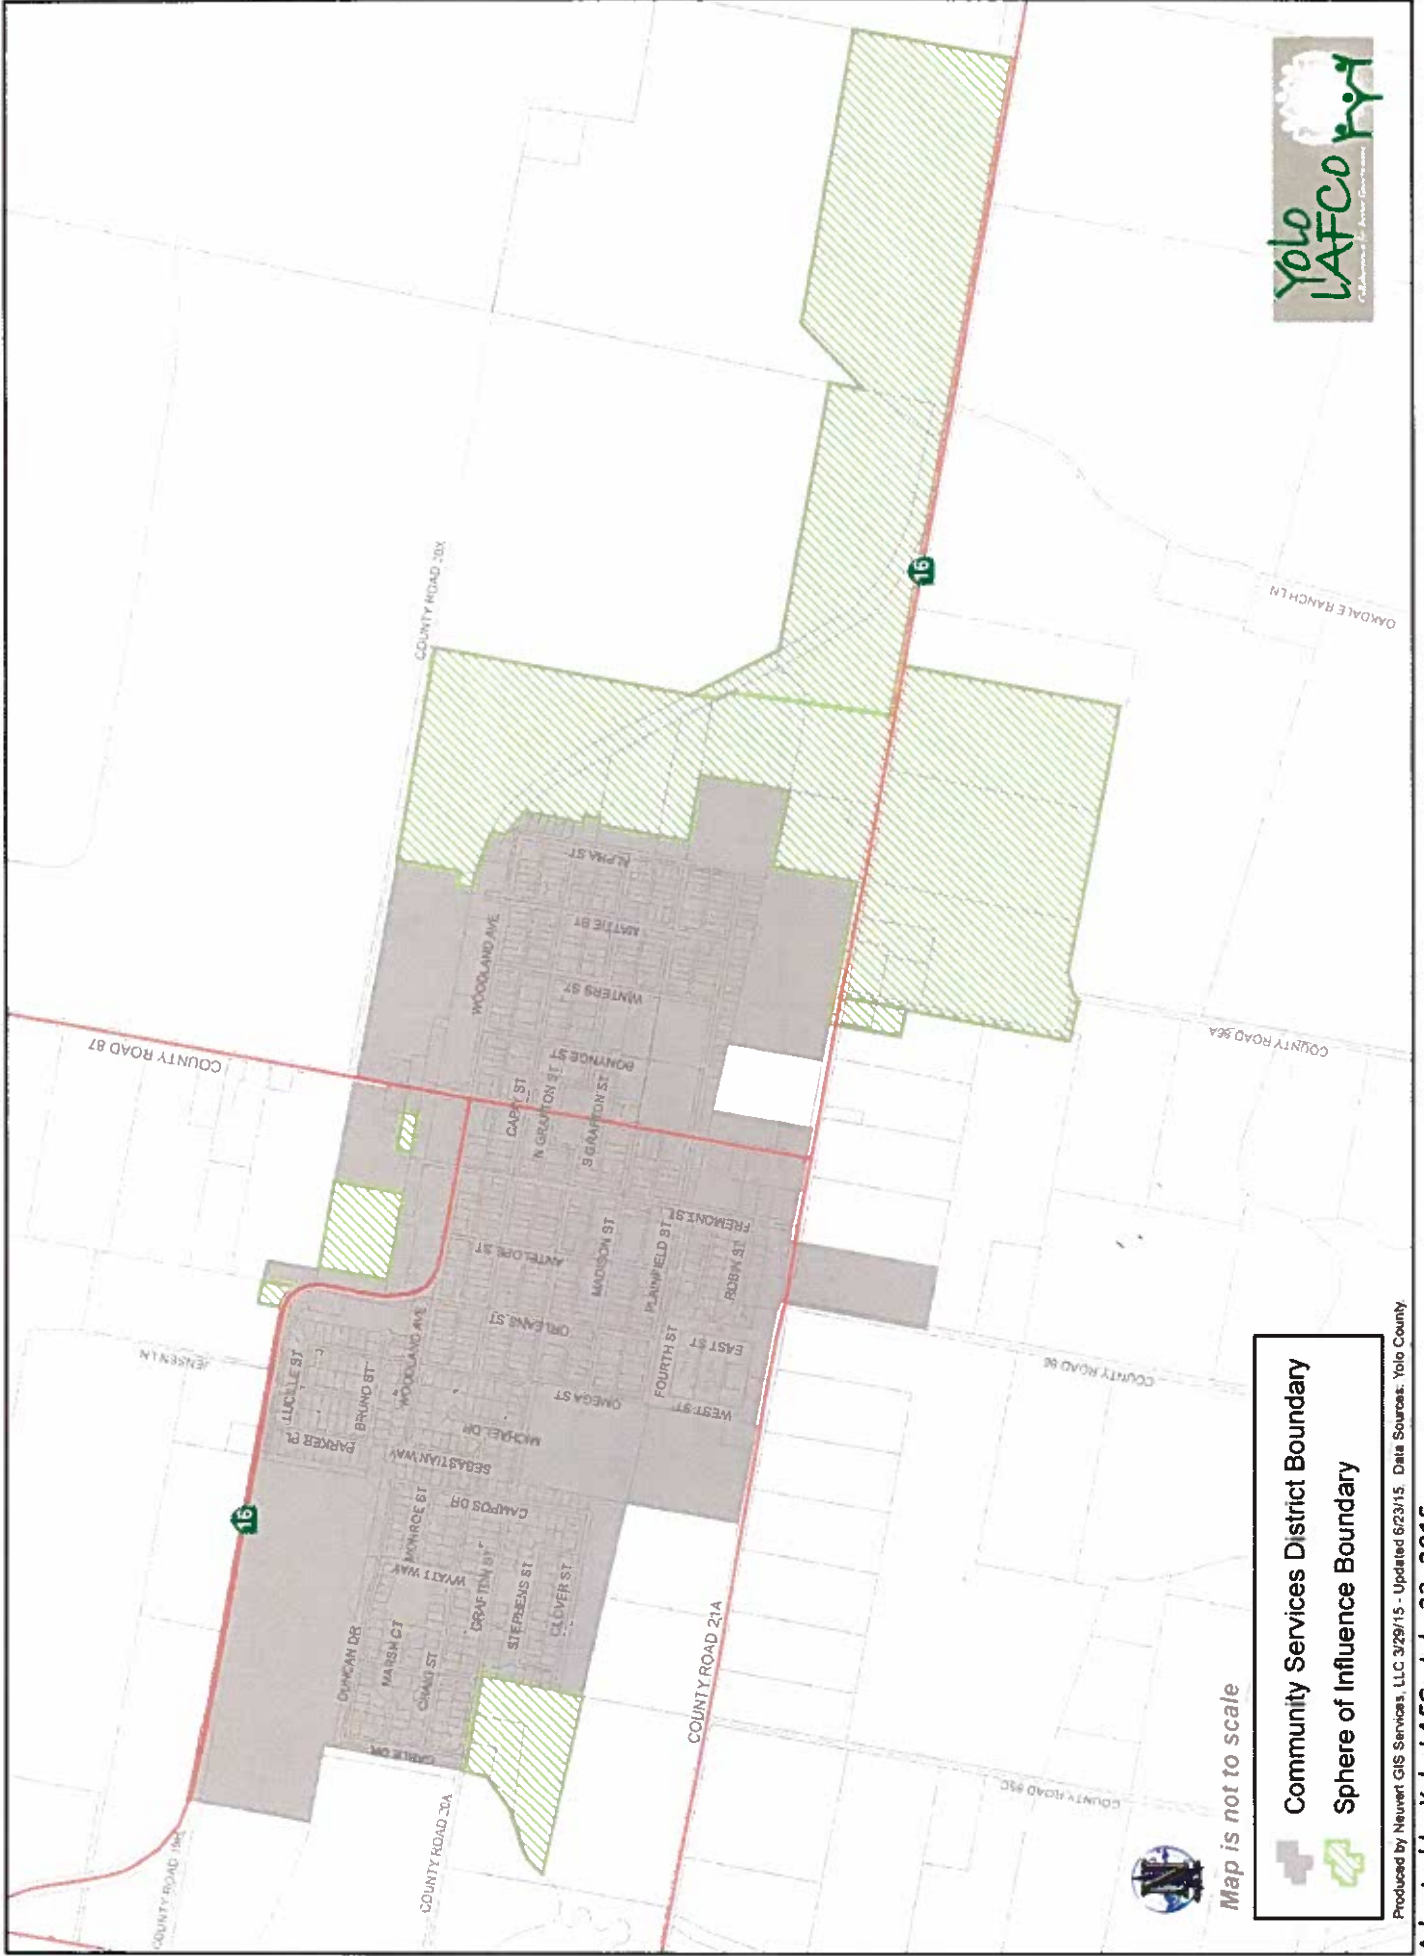 COUNTY ROAD 87
COUNTY ROAD 20X
16
JENSEN LN
LUCILLE ST
BRUNO ST
PARKER PL
WOODLAND AVE
WOODLAND AVE
SEBASTIAN WAY
MICHAEL DR
CAMPOS DR
MONROE ST
WYATT WAY
DUNCAN DR
MARSH CT
CRAIG ST
STEPHENS ST
CLOVER ST
COUNTY ROAD 20A
ANTELOPE ST
ORLEANS ST
OMEGA ST
MADISON ST
PLAINFIELD ST
FOURTH ST
FREMONT ST
ROBIN ST
EAST ST
WEST ST
CAPAY ST
N GRAFTON ST
S GRAFTON ST
BONYNGE ST
WINTERS ST
MATTIE ST
ALPHA ST
16
COUNTY ROAD 21A
COUNTY ROAD 86
COUNTY ROAD 86A
OAKDALE RANCH LN
COUNTY ROAD 85C
Yolo
LAFCo
N
Map is not to scale
Community Services District Boundary
Sphere of Influence Boundary
Produced by Neuvert GIS Services, LLC 3/29/15 - Updated 6/23/15. Data Sources: Yolo County.